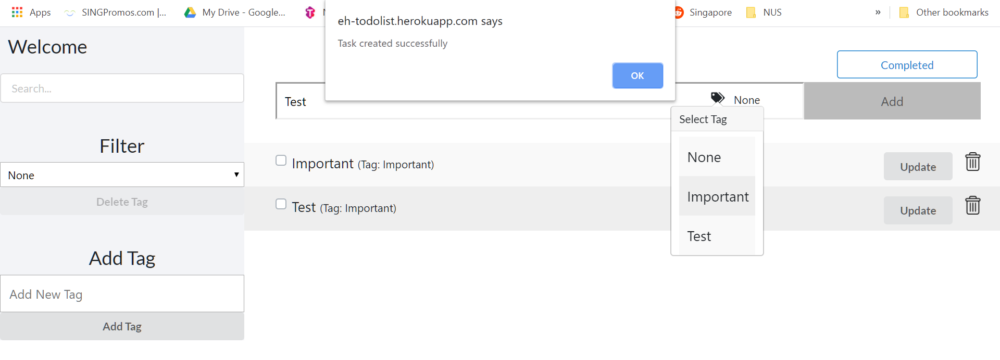 Apps
SINGPromos.com |...
My Drive - Google...
Singapore
NUS
»
Other bookmarks
eh-todolist.herokuapp.com says
Task created successfully
OK
Welcome
Search...
Filter
None
Delete Tag
Add Tag
Add New Tag
Add Tag
Completed
Test
None
Add
Select Tag
None
Important
Test
Important (Tag: Important)
Update
Test (Tag: Important)
Update